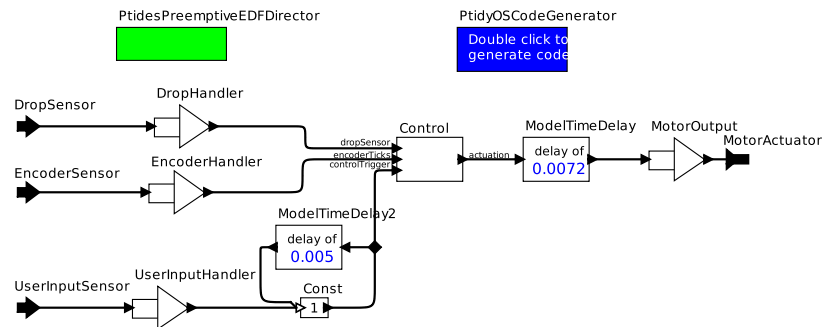 PtidesPreemptiveEDFDirector
PtidyOSCodeGenerator
Double click to
generate code
DropSensor
DropHandler
EncoderSensor
EncoderHandler
dropSensor
encoderTicks
controlTrigger
Control
actuation
ModelTimeDelay
delay of
0.0072
MotorOutput
MotorActuator
ModelTimeDelay2
delay of
0.005
UserInputSensor
UserInputHandler
Const
1